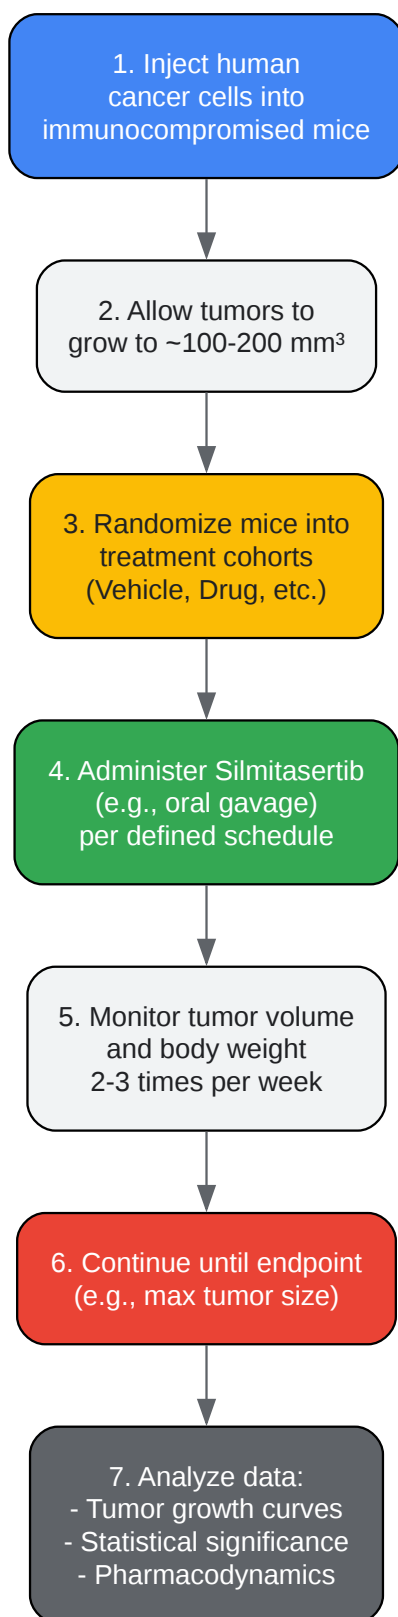 1. Inject human
cancer cells into
immunocompromised mice
2. Allow tumors to
grow to ~100-200 mm³
3. Randomize mice into
treatment cohorts
(Vehicle, Drug, etc.)
4. Administer Silmitasertib
(e.g., oral gavage)
per defined schedule
5. Monitor tumor volume
and body weight
2-3 times per week
6. Continue until endpoint
(e.g., max tumor size)
7. Analyze data:
- Tumor growth curves
- Statistical significance
- Pharmacodynamics